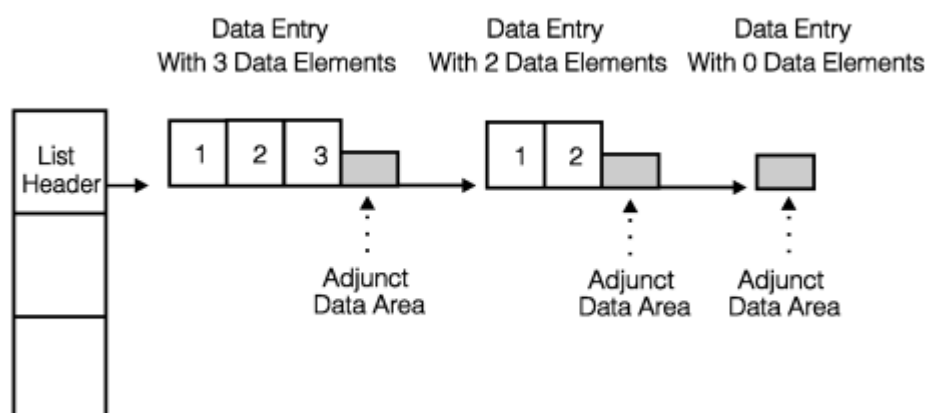 Data Entry
With 3 Data Elements
Data Entry
With 2 Data Elements
Data Entry
With 0 Data Elements
List
Header
1
2
3
1
2
Adjunct
Data Area
Adjunct
Data Area
Adjunct
Data Area